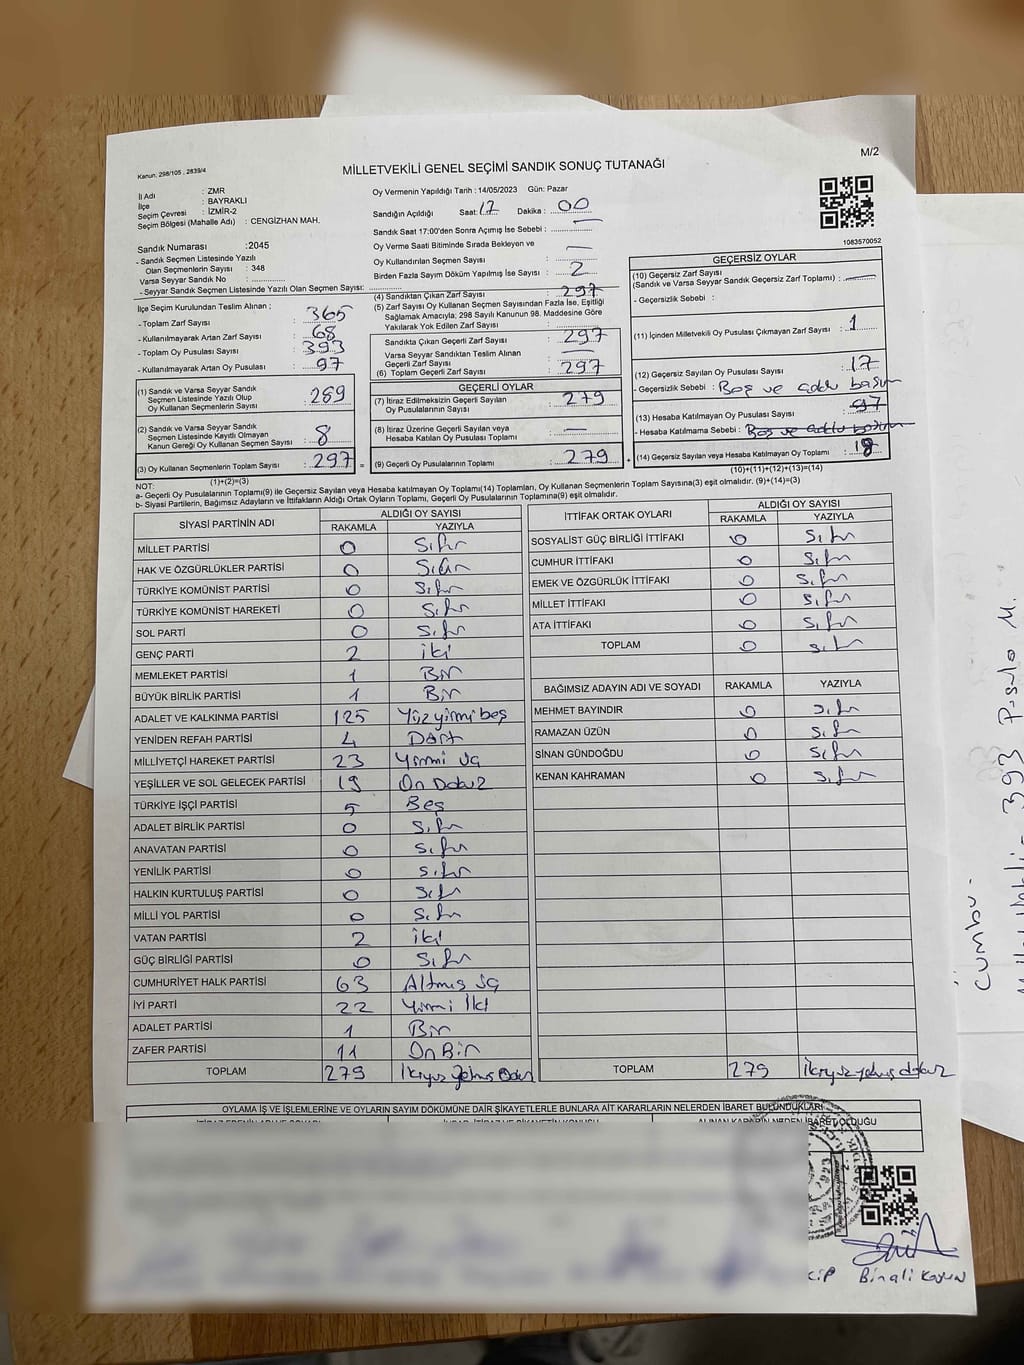 M/2
Kanun: 298/105 , 2839/4
MİLLETVEKİLİ GENEL SEÇİMİ SANDIK SONUÇ TUTANAĞI
İl Adı : ZMR
İlçe : BAYRAKLI
Seçim Çevresi : İZMİR-2
Seçim Bölgesi (Mahalle Adı) : CENGİZHAN MAH.
Sandık Numarası :2045
- Sandık Seçmen Listesinde Yazılı
Olan Seçmenlerin Sayısı : 348
Varsa Seyyar Sandık No :
- Seyyar Sandık Seçmen Listesinde Yazılı Olan Seçmen Sayısı:
Oy Vermenin Yapıldığı Tarih : 14/05/2023 Gün: Pazar
Sandığın Açıldığı Saat: 17 Dakika : 00
Sandık Saat 17:00'den Sonra Açımış İse Sebebi :
Oy Verme Saati Bitiminde Sırada Bekleyen ve
Oy Kullandırılan Seçmen Sayısı : —
Birden Fazla Sayım Döküm Yapılmış İse Sayısı : 2
1083570052
İlçe Seçim Kurulundan Teslim Alınan :
- Toplam Zarf Sayısı : 365
- Kullanılmayarak Artan Zarf Sayısı : 68
- Toplam Oy Pusulası Sayısı : 393
- Kullanılmayarak Artan Oy Pusulası : 97
(1) Sandık ve Varsa Seyyar Sandık
Seçmen Listesinde Yazılı Olup
Oy Kullanan Seçmenlerin Sayısı : 289
(2) Sandık ve Varsa Seyyar Sandık
Seçmen Listesinde Kayıtlı Olmayan
Kanun Gereği Oy Kullanan Seçmen Sayısı : 8
(3) Oy Kullanan Seçmenlerin Toplam Sayısı : 297 =
(1)+(2)=(3)
(4) Sandıktan Çıkan Zarf Sayısı : 297
(5) Zarf Sayısı Oy Kullanan Seçmen Sayısından Fazla İse, Eşitliği
Sağlamak Amacıyla; 298 Sayılı Kanunun 98. Maddesine Göre
Yakılarak Yok Edilen Zarf Sayısı :
Sandıkta Çıkan Geçerli Zarf Sayısı : 297
Varsa Seyyar Sandıktan Teslim Alınan
Geçerli Zarf Sayısı : —
(6) Toplam Geçerli Zarf Sayısı : 297
GEÇERLİ OYLAR
(7) İtiraz Edilmeksizin Geçerli Sayılan
Oy Pusulalarının Sayısı : 279
(8) İtiraz Üzerine Geçerli Sayılan veya
Hesaba Katılan Oy Pusulası Toplamı : —
(9) Geçerli Oy Pusulalarının Toplamı : 279 +
GEÇERSİZ OYLAR
(10) Geçersiz Zarf Sayısı
(Sandık ve Varsa Seyyar Sandık Geçersiz Zarf Toplamı) : —
- Geçersizlik Sebebi :
(11) İçinden Milletvekili Oy Pusulası Çıkmayan Zarf Sayısı : 1
(12) Geçersiz Sayılan Oy Pusulası Sayısı : 17
- Geçersizlik Sebebi : Boş ve
(13) Hesaba Katılmayan Oy Pusulası Sayısı : 97
- Hesaba Katılmama Sebebi : Boş ve
(14) Geçersiz Sayılan veya Hesaba Katılmayan Oy Toplamı : 18
(10)+(11)+(12)+(13)=(14)
NOT:
a- Geçerli Oy Pusulalarının Toplamı(9) ile Geçersiz Sayılan veya Hesaba Katılmayan Oy Toplamı(14) Toplamları, Oy Kullanan Seçmenlerin Toplam Sayısına(3) eşit olmalıdır. (9)+(14)=(3)
b- Siyasi Partilerin, Bağımsız Adayların ve İttifakların Aldığı Ortak Oyların Toplamı, Geçerli Oy Pusulalarının Toplamına(9) eşit olmalıdır.
SİYASİ PARTİNİN ADI ALDIĞI OY SAYISI
RAKAMLA YAZIYLA
MİLLET PARTİSİ 0 Sıfır
HAK VE ÖZGÜRLÜKLER PARTİSİ 0 Sıfır
TÜRKİYE KOMÜNİST PARTİSİ 0 Sıfır
TÜRKİYE KOMÜNİST HAREKETİ 0 Sıfır
SOL PARTİ 0 Sıfır
GENÇ PARTİ 2 iki
MEMLEKET PARTİSİ 1 Bir
BÜYÜK BİRLİK PARTİSİ 1 Bir
ADALET VE KALKINMA PARTİSİ 125 Yüzyirmi beş
YENİDEN REFAH PARTİSİ 4 Dört
MİLLİYETÇİ HAREKET PARTİSİ 23 Yirmi üç
YEŞİLLER VE SOL GELECEK PARTİSİ 19 On Dokuz
TÜRKİYE İŞÇİ PARTİSİ 5 Beş
ADALET BİRLİK PARTİSİ 0 Sıfır
ANAVATAN PARTİSİ 0 Sıfır
YENİLİK PARTİSİ 0 Sıfır
HALKIN KURTULUŞ PARTİSİ 0 Sıfır
MİLLİ YOL PARTİSİ 0 Sıfır
VATAN PARTİSİ 2 iki
GÜÇ BİRLİĞİ PARTİSİ 0 Sıfır
CUMHURİYET HALK PARTİSİ 63 Altmış üç
İYİ PARTİ 22 Yirmi İki
ADALET PARTİSİ 1 Bir
ZAFER PARTİSİ 11 On Bir
TOPLAM 279 İkiyüz Yetmiş Dokuz
İTTİFAK ORTAK OYLARI ALDIĞI OY SAYISI
RAKAMLA YAZIYLA
SOSYALİST GÜÇ BİRLİĞİ İTTİFAKI 0 Sıfır
CUMHUR İTTİFAKI 0 Sıfır
EMEK VE ÖZGÜRLÜK İTTİFAKI 0 Sıfır
MİLLET İTTİFAKI 0 Sıfır
ATA İTTİFAKI 0 Sıfır
TOPLAM 0 Sıfır
BAĞIMSIZ ADAYIN ADI VE SOYADI RAKAMLA YAZIYLA
MEHMET BAYINDIR 0 Sıfır
RAMAZAN ÜZÜN 0 Sıfır
SİNAN GÜNDOĞDU 0 Sıfır
KENAN KAHRAMAN 0 Sıfır
TOPLAM 279 ikiyüz yetmiş dokuz
OYLAMA İŞ VE İŞLEMLERİNE VE OYLARIN SAYIM DÖKÜMÜNE DAİR ŞİKAYETLERLE BUNLARA AİT KARARLARIN NELERDEN İBARET BULUNDUKLARI
Binali
393